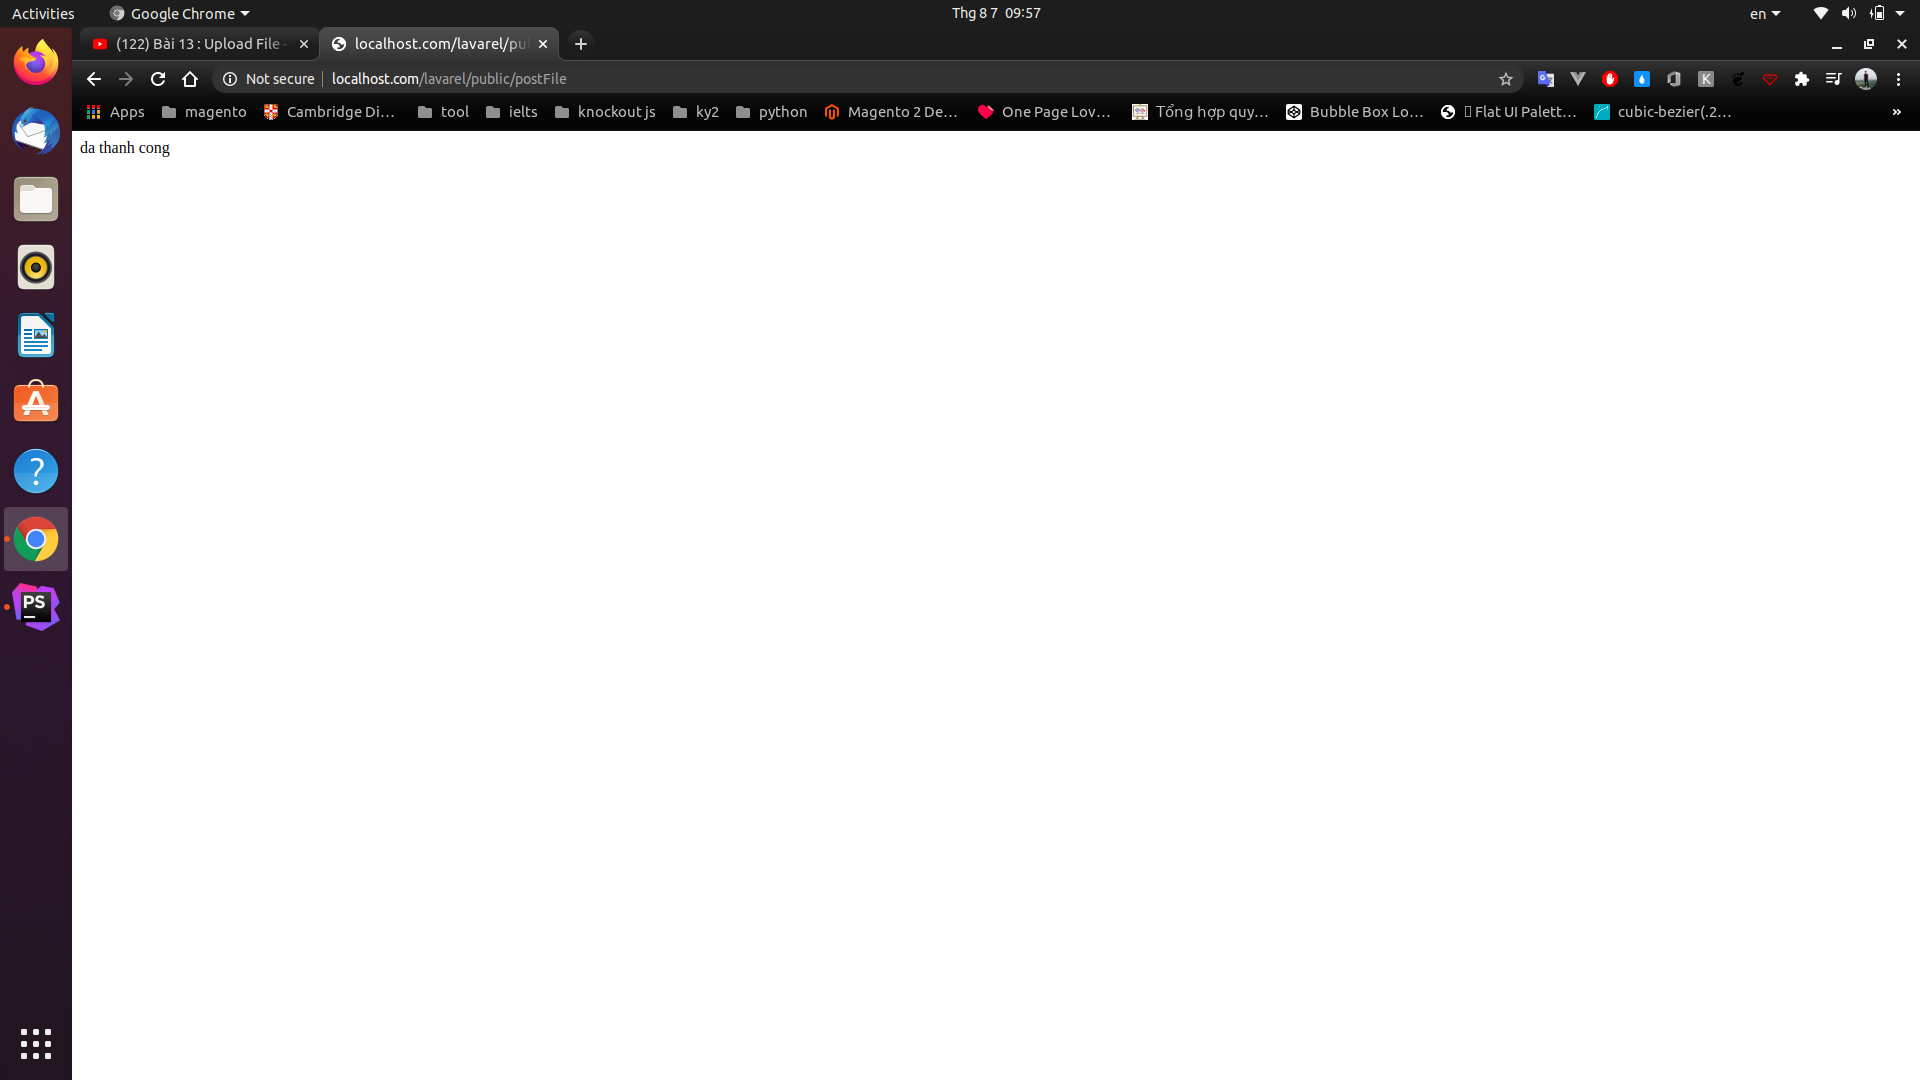 Activities
Google Chrome
Thg 8 7 09:57
en
(122) Bài 13 : Upload File -
localhost.com/lavarel/pu
Not secure
localhost.com/lavarel/public/postFile
Apps
magento
Cambridge Di…
tool
ielts
knockout js
ky2
python
Magento 2 De…
One Page Lov…
Tổng hợp quy…
Bubble Box Lo…
Flat UI Palett…
cubic-bezier(.2…
»
da thanh cong
K
PS